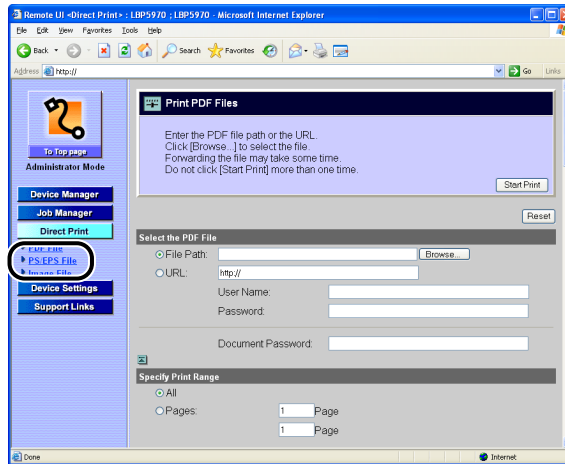 Remote UI <Direct Print> : LBP5970 ; LBP5970 - Microsoft Internet Explorer
File Edit View Favorites Tools Help
Back Search Favorites
Address http:// Go Links
To Top page
Administrator Mode
Device Manager
Job Manager
Direct Print
PDF File
PS/EPS File
Image File
Device Settings
Support Links
Print PDF Files
Enter the PDF file path or the URL.
Click [Browse...] to select the file.
Forwarding the file may take some time.
Do not click [Start Print] more than one time.
Start Print
Reset
Select the PDF File
File Path: Browse...
URL: http://
User Name:
Password:
Document Password:
Specify Print Range
All
Pages: 1 Page
1 Page
Done Internet